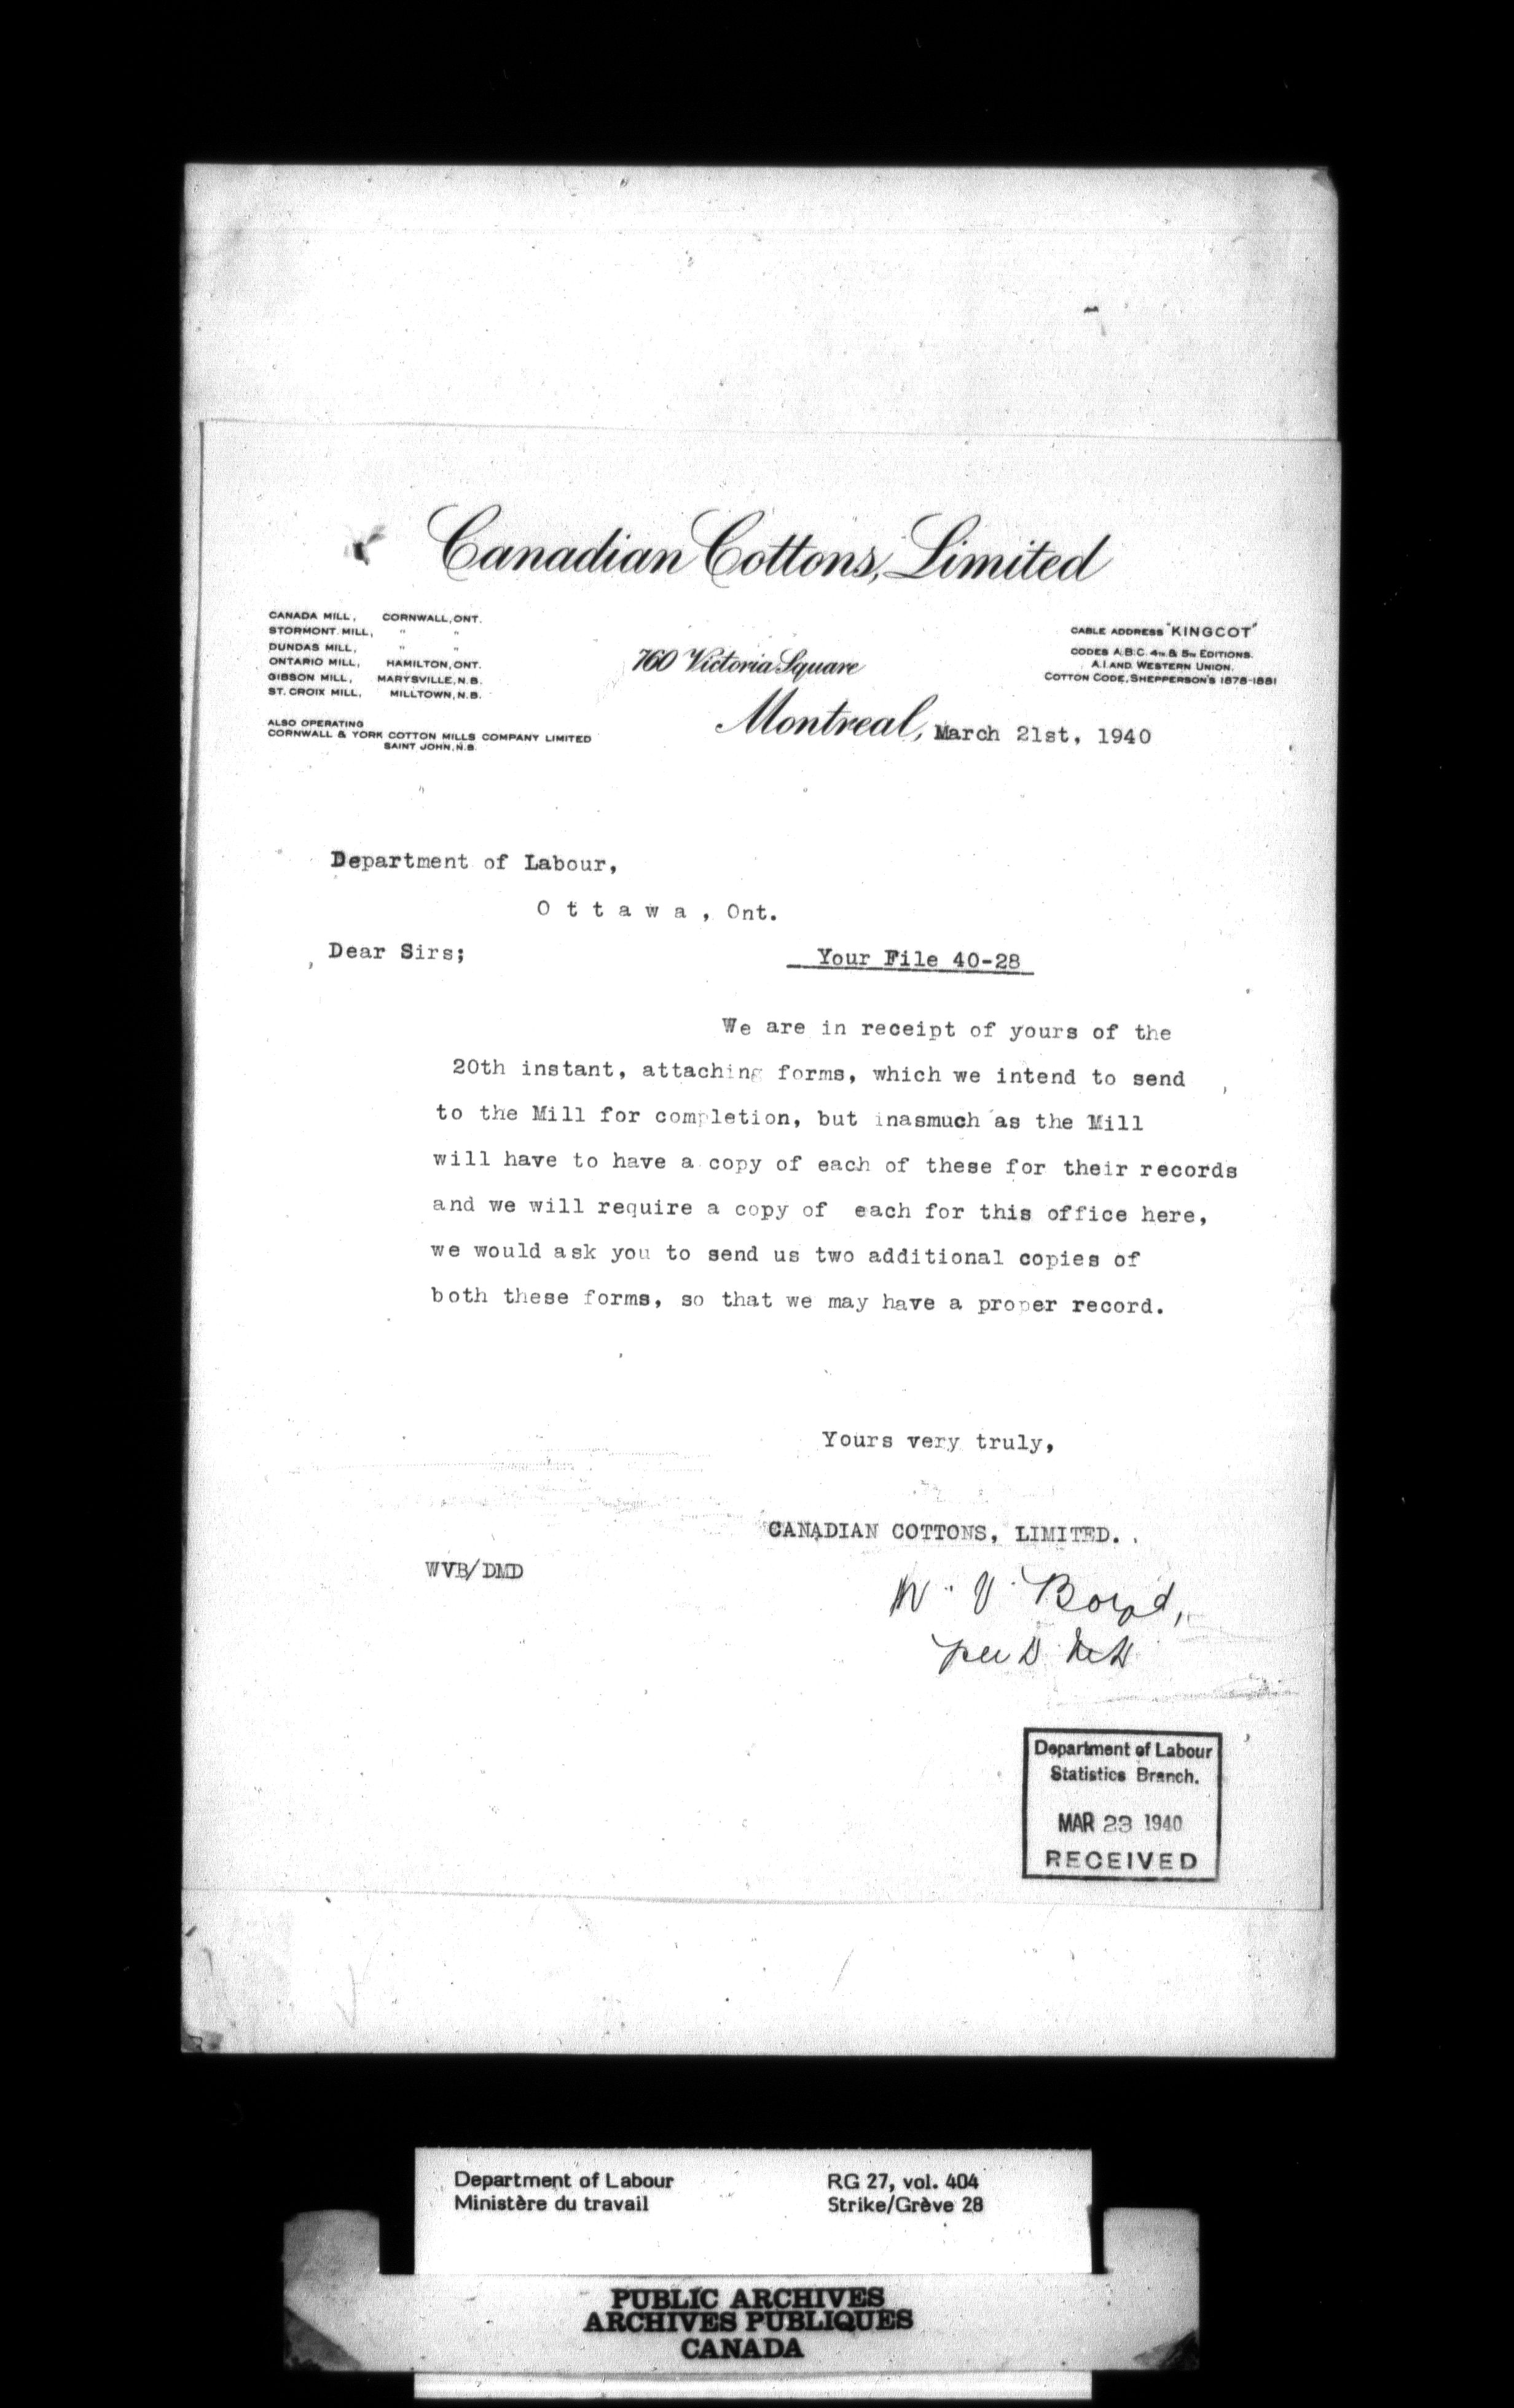 Canadian Cottons, Limited
CANADA MILL, CORNWALL, ONT.
STORMONT MILL, " "
DUNDAS MILL, " "
ONTARIO MILL, HAMILTON, ONT.
GIBSON MILL, MARYSVILLE, N.B.
ST. CROIX MILL, MILLTOWN, N.B.
ALSO OPERATING
CORNWALL & YORK COTTON MILLS COMPANY LIMITED
SAINT JOHN, N.B.
760 Victoria Square
CABLE ADDRESS "KINGCOT"
CODES A.B.C. 4TH & 5TH EDITIONS.
A.I. AND WESTERN UNION.
COTTON CODE, SHEPPERSON'S 1878-1881
Montreal, March 21st, 1940
Department of Labour,
O t t a w a , Ont.
Dear Sirs;
Your File 40-28
We are in receipt of yours of the
20th instant, attaching forms, which we intend to send
to the Mill for completion, but inasmuch as the Mill
will have to have a copy of each of these for their records
and we will require a copy of each for this office here,
we would ask you to send us two additional copies of
both these forms, so that we may have a proper record.
Yours very truly,
CANADIAN COTTONS, LIMITED.
WVB/DMD
W. V. Boyd,
per D.
Department of Labour
Statistics Branch.
MAR 23 1940
RECEIVED
Department of Labour RG 27, vol. 404
Ministère du travail Strike/Grève 28
PUBLIC ARCHIVES
ARCHIVES PUBLIQUES
CANADA